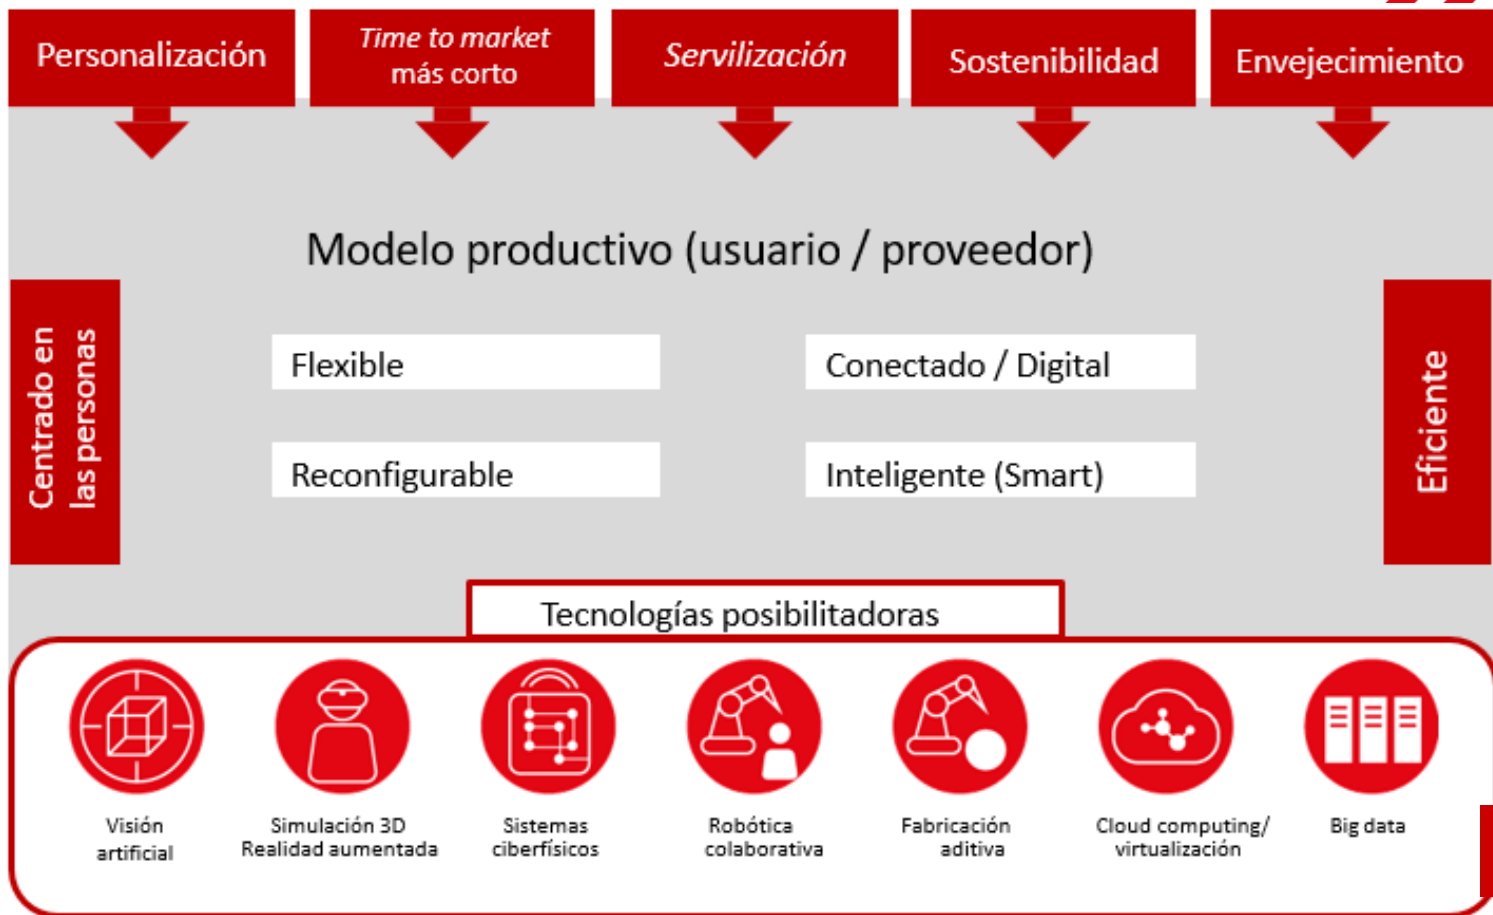 Personalización
Time to market
más corto
Servilización
Sostenibilidad
Envejecimiento
Modelo productivo (usuario / proveedor)
Centrado en
las personas
Flexible
Conectado / Digital
Reconfigurable
Inteligente (Smart)
Eficiente
Tecnologías posibilitadoras
Visión
artificial
Simulación 3D
Realidad aumentada
Sistemas
ciberfísicos
Robótica
colaborativa
Fabricación
aditiva
Cloud computing/
virtualización
Big data